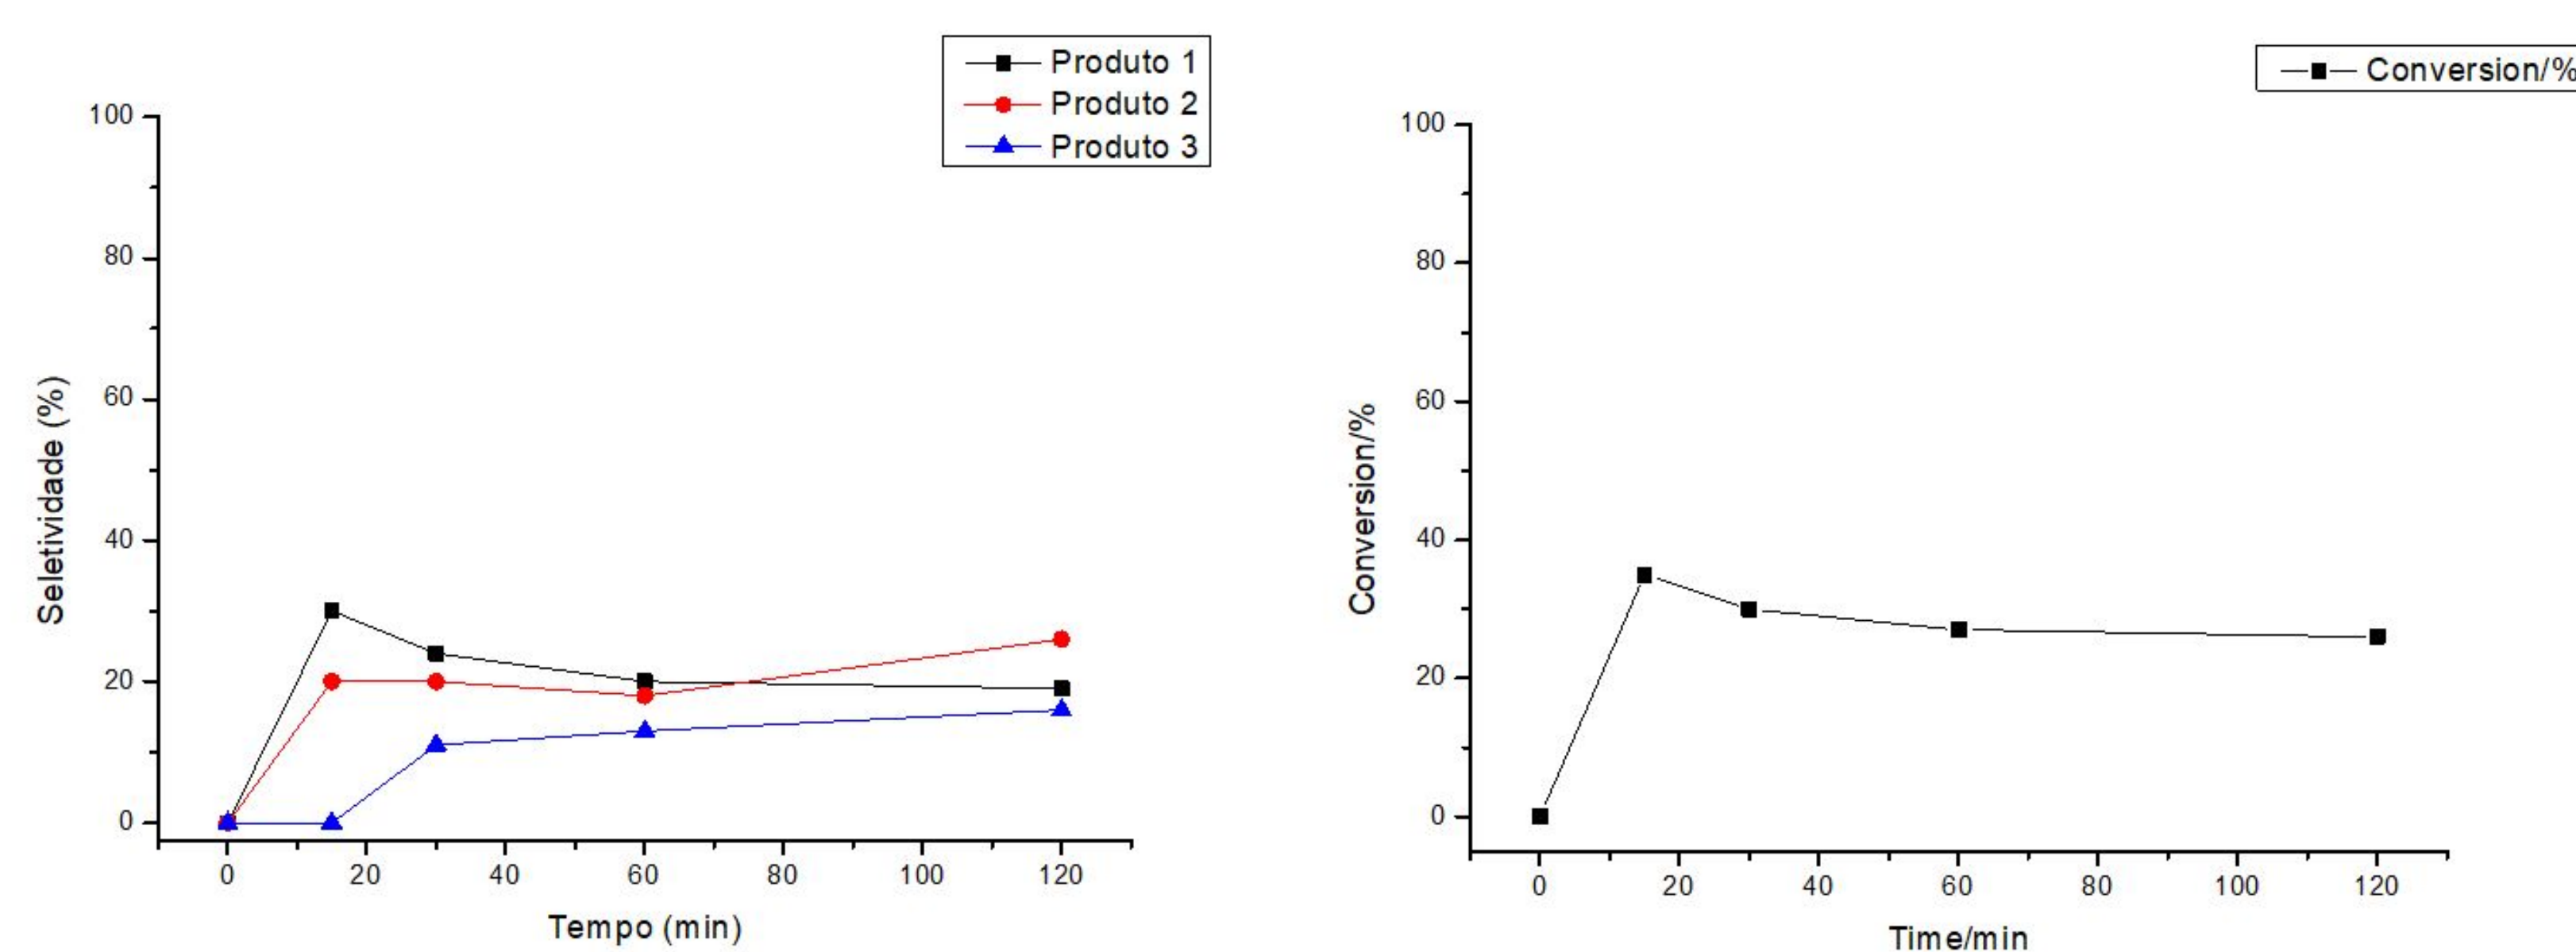 Produto 1
Produto 2
Produto 3
100
80
60
40
20
0
Seletividade (%)
0 20 40 60 80 100 120
Tempo (min)
Conversion/%
100
80
60
40
20
0
Conversion/%
0 20 40 60 80 100 120
Time/min